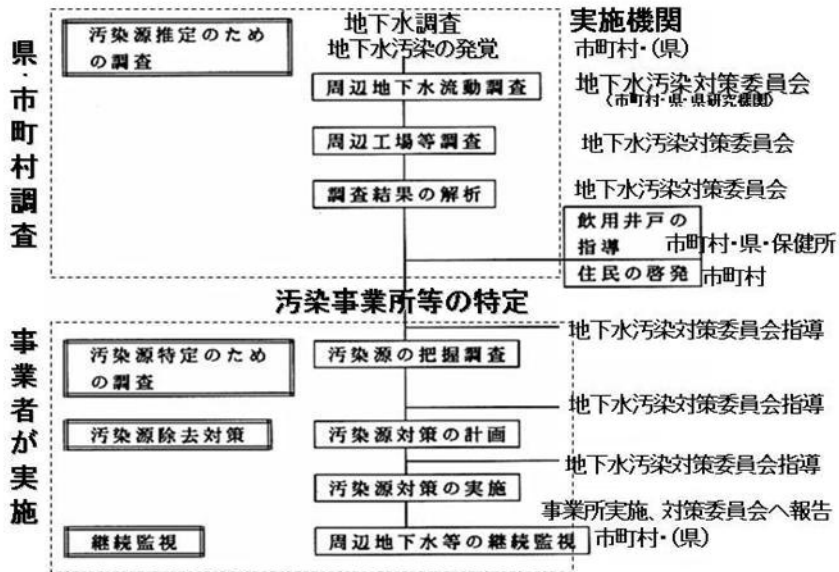 県・市町村調査
汚染源推定のため
の調査
地下水調査
地下水汚染の発覚
実施機関
市町村・(県)
周辺地下水流動調査
地下水汚染対策委員会
(市町村・県・県研究機関)
周辺工場等調査
地下水汚染対策委員会
調査結果の解析
地下水汚染対策委員会
飲用井戸の
指導
市町村・県・保健所
住民の啓発
市町村
汚染事業所等の特定
事業者が実施
地下水汚染対策委員会指導
汚染源特定のため
の調査
汚染源の把握調査
地下水汚染対策委員会指導
汚染源除去対策
汚染源対策の計画
地下水汚染対策委員会指導
汚染源対策の実施
事業所実施、対策委員会へ報告
継続監視
周辺地下水等の継続監視
市町村・(県)